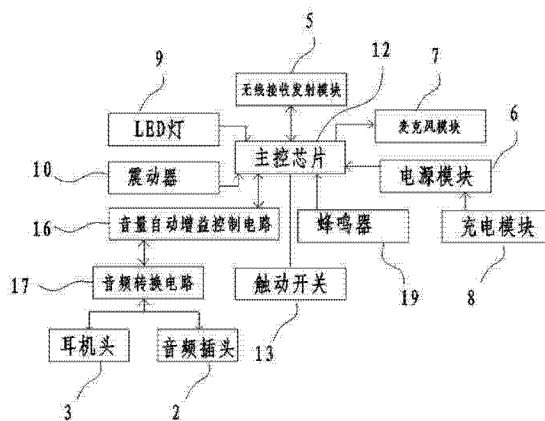 5
12
7
9
无线接收发射模块
LED灯
麦克风模块
6
主控芯片
10
震动器
电源模块
16
音量自动增益控制电路
蜂鸣器
充电模块
17
音频转换电路
触动开关
19
8
13
耳机头
音频插头
3
2